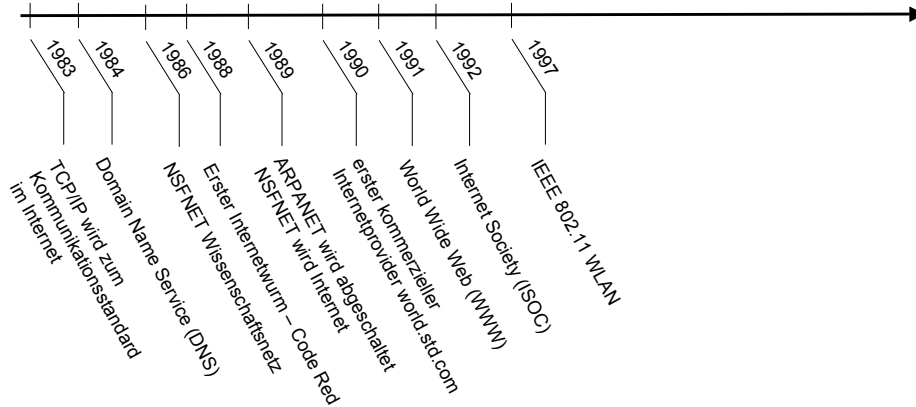 1983
1984
1986
1988
1989
1990
1991
1992
1997
TCP/IP wird zum
Kommunikationsstandard
im Internet
Domain Name Service (DNS)
NSFNET Wissenschaftsnetz
Erster Internetwurm – Code Red
ARPANET wird abgeschaltet
NSFNET wird Internet
erster kommerzieller
Internetprovider world.std.com
World Wide Web (WWW)
Internet Society (ISOC)
IEEE 802.11 WLAN